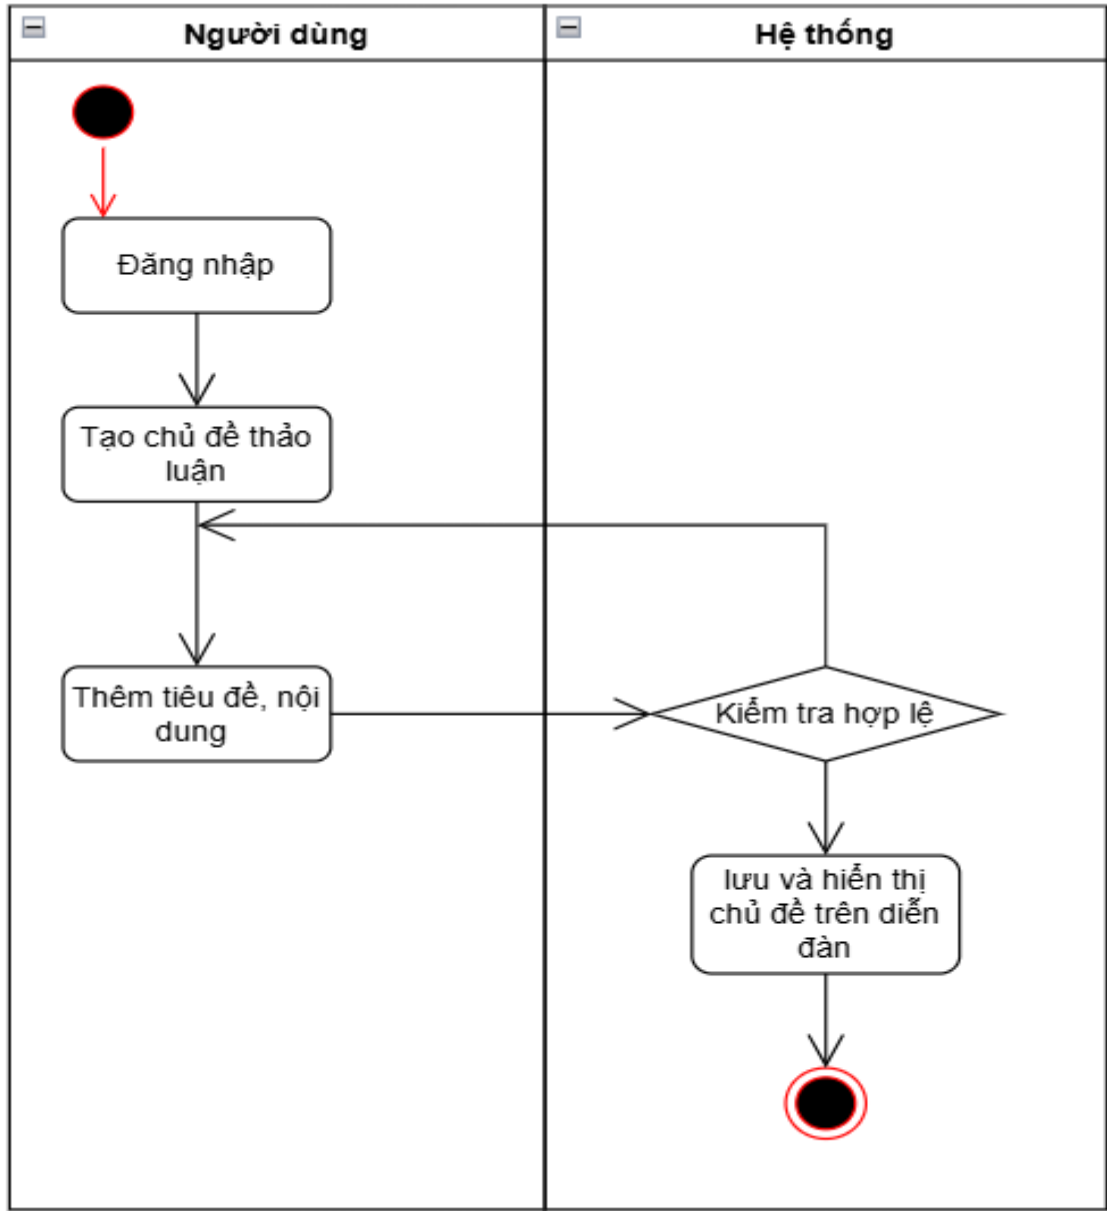 Người dùng
Hệ thống
Đăng nhập
Tạo chủ đề thảo
luận
Thêm tiêu đề, nội
dung
Kiểm tra hợp lệ
lưu và hiển thị
chủ đề trên diễn
đàn